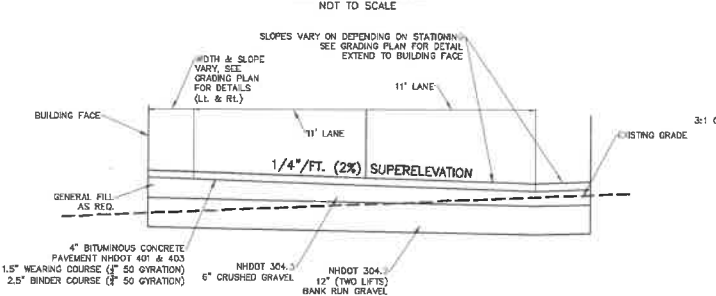 NOT TO SCALE
SLOPES VARY ON DEPENDING ON STATIONING
SEE GRADING PLAN FOR DETAIL
EXTEND TO BUILDING FACE
WIDTH & SLOPE
VARY, SEE
GRADING PLAN
FOR DETAILS
(Lt. & Rt.)
11' LANE
BUILDING FACE
11' LANE
3:1
EXISTING GRADE
1/4"/FT. (2%) SUPERELEVATION
GENERAL FILL
AS REQ.
4" BITUMINOUS CONCRETE
PAVEMENT NHDOT 401 & 403
1.5" WEARING COURSE ( 50 GYRATION)
2.5" BINDER COURSE ( 50 GYRATION)
NHDOT 304.
6" CRUSHED GRAVEL
NHDOT 304.
12" (TWO LIFTS)
BANK RUN GRAVEL